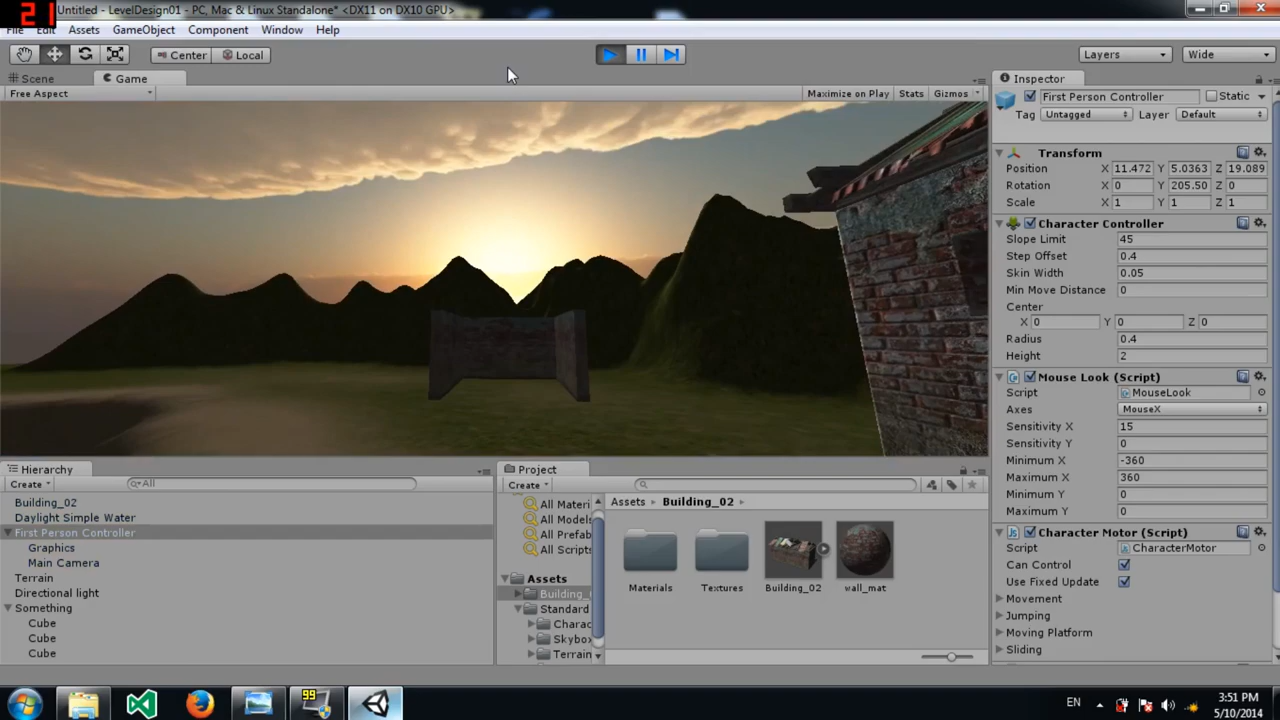 21
Untitled - LevelDesign01 - PC, Mac & Linux Standalone* <DX11 on DX10 GPU>
File Edit Assets GameObject Component Window Help
Center Local Layers Wide
Scene Game Inspector
Free Aspect Maximize on Play Stats Gizmos
First Person Controller Static
Tag Untagged Layer Default
Transform
Position X 11.472 Y 5.0363 Z 19.089
Rotation X 0 Y 205.50 Z 0
Scale X 1 Y 1 Z 1
Character Controller
Slope Limit 45
Step Offset 0.4
Skin Width 0.05
Min Move Distance 0
Center
X 0 Y 0 Z 0
Radius 0.4
Height 2
Mouse Look (Script)
Script MouseLook
Axes MouseX
Sensitivity X 15
Sensitivity Y 0
Minimum X -360
Maximum X 360
Minimum Y 0
Maximum Y 0
Character Motor (Script)
Script CharacterMotor
Can Control
Use Fixed Update
Movement
Jumping
Moving Platform
Sliding
Hierarchy
Create All
Building_02
Daylight Simple Water
First Person Controller
Graphics
Main Camera
Terrain
Directional light
Something
Cube
Cube
Cube
Project
Create
All Materi
All Models
All Prefab
All Scripts
Assets
Building_
Standard
Charac
Skybox
Terrain
Assets Building_02
Materials Textures Building_02 wall_mat
99
EN
3:51 PM
5/10/2014